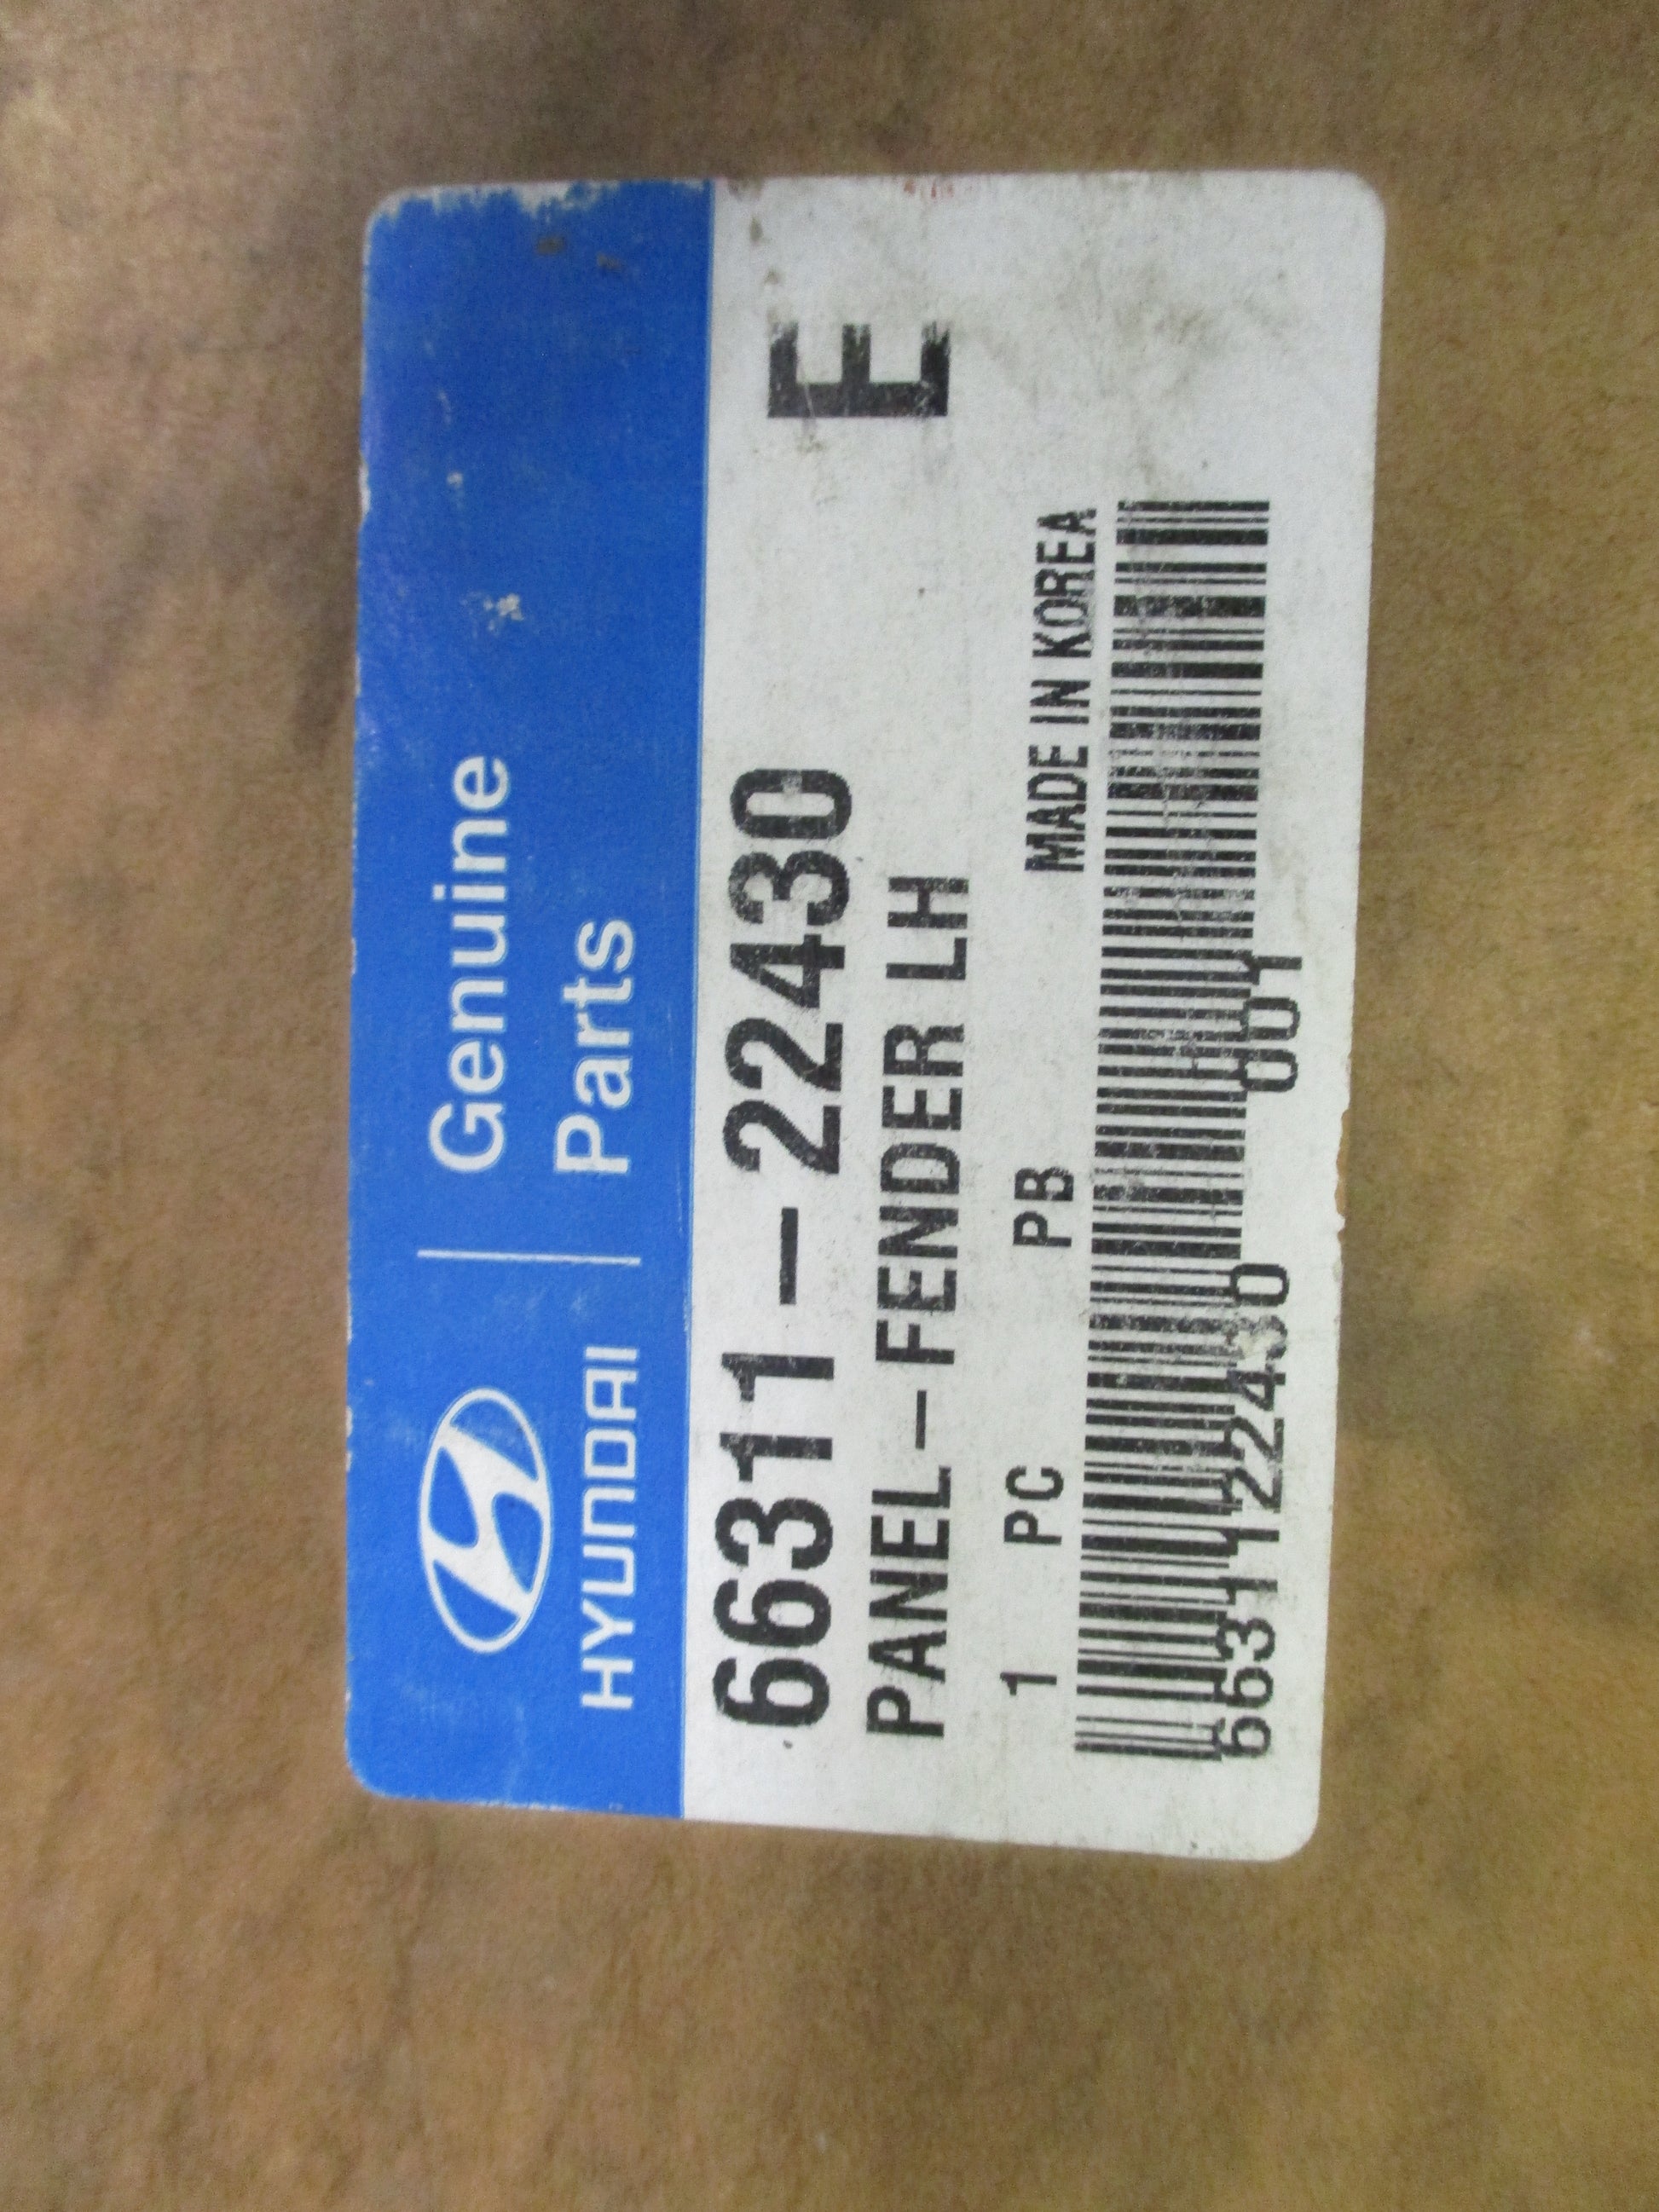 HYUNDAI
Genuine
Parts
66311-22430
E
PANEL-FENDER LH
1 PC PB
MADE IN KOREA
6631122430 001